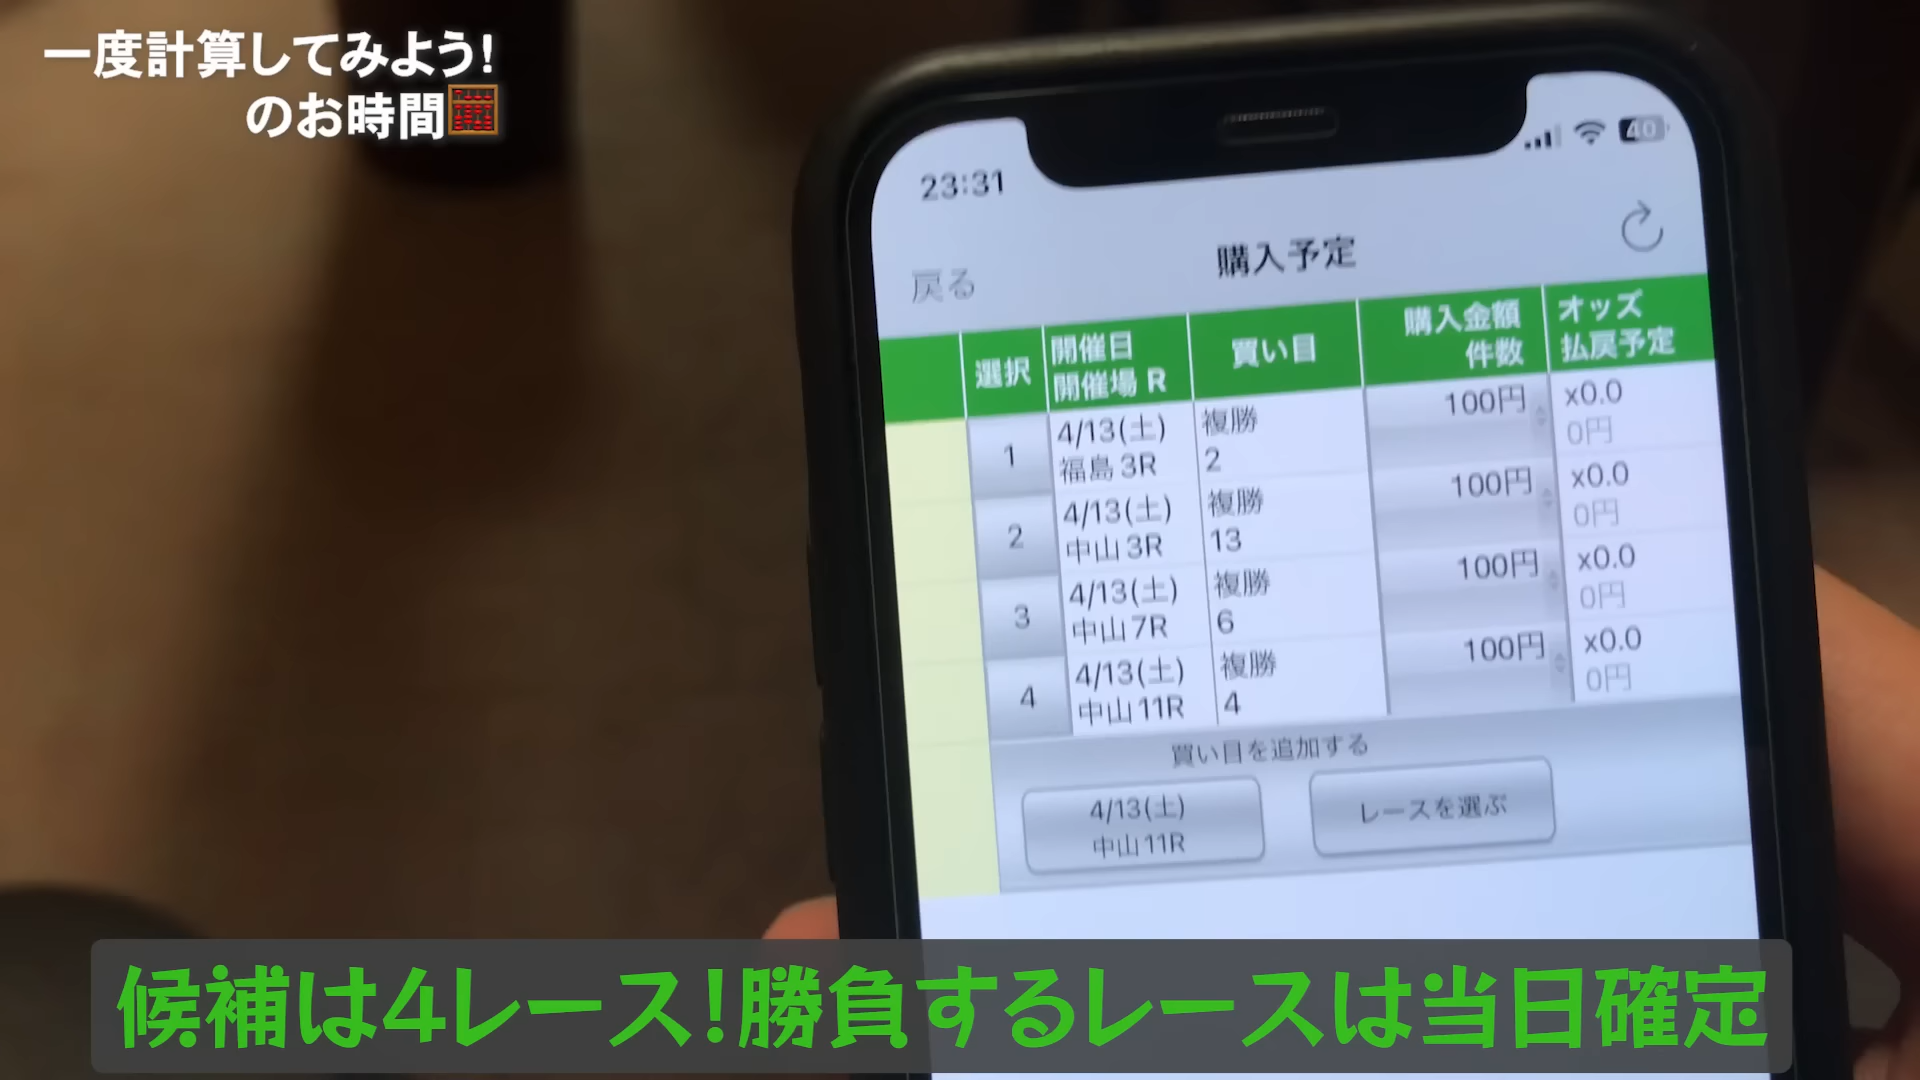 一度計算してみよう!
のお時間🧮
23:31
40
戻る
購入予定
選択
開催日
開催場 R
買い目
購入金額
件数
オッズ
払戻予定
1
4/13(土)
福島 3R
複勝
2
100円
x0.0
0円
2
4/13(土)
中山 3R
複勝
13
100円
x0.0
0円
3
4/13(土)
中山 7R
複勝
6
100円
x0.0
0円
4
4/13(土)
中山 11R
複勝
4
100円
x0.0
0円
買い目を追加する
4/13(土)
中山 11R
レースを選ぶ
候補は4レース!勝負するレースは当日確定